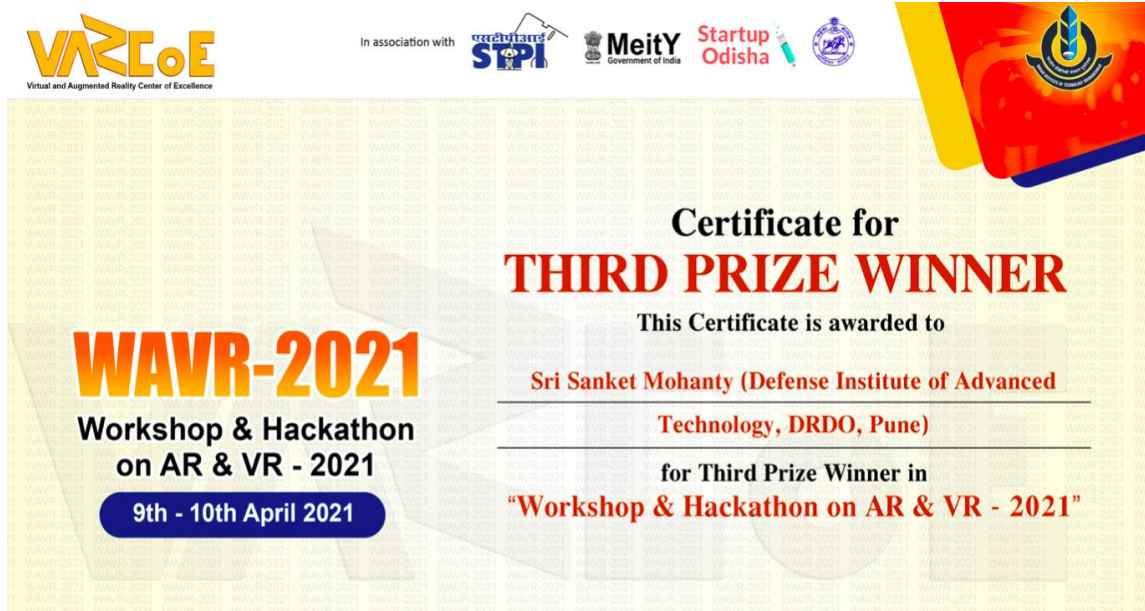 VARCoE
Virtual and Augmented Reality Center of Excellence
In association with
एसटीपीआई
STPI
MeitY
Government of India
Startup
Odisha
Certificate for
THIRD PRIZE WINNER
This Certificate is awarded to
Sri Sanket Mohanty (Defense Institute of Advanced
Technology, DRDO, Pune)
for Third Prize Winner in
“Workshop & Hackathon on AR & VR - 2021”
WAVR-2021
Workshop & Hackathon
on AR & VR - 2021
9th - 10th April 2021